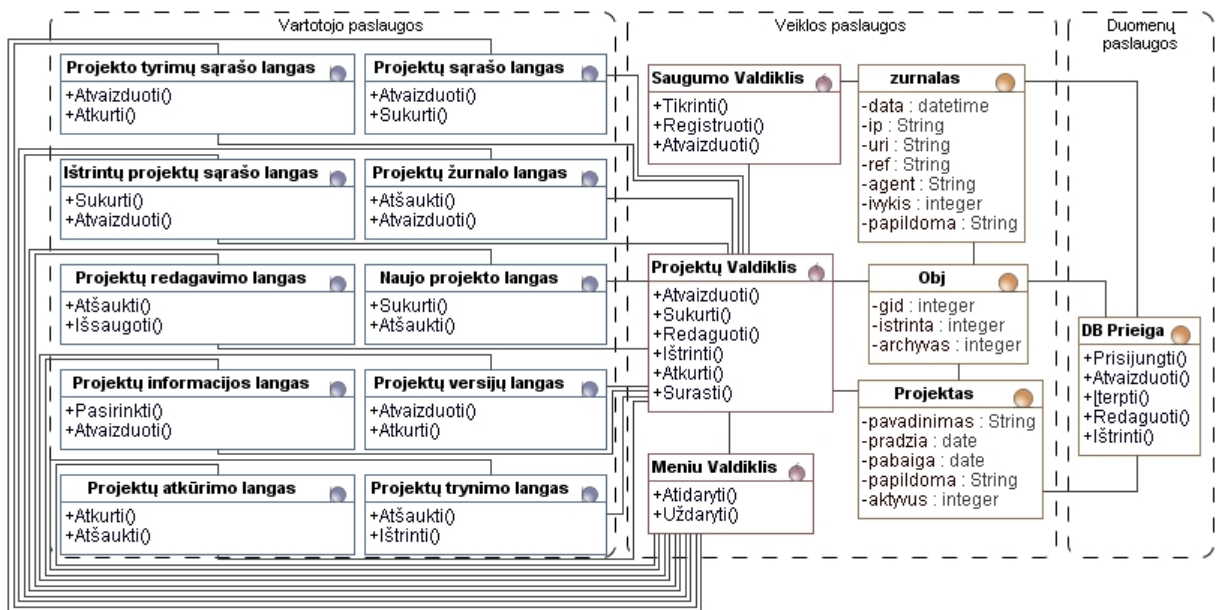 Vartotojo paslaugos
Projekto tyrimų sąrašo langas
+Atvaizduoti()
+Atkurti()
Projektų sąrašo langas
+Atvaizduoti()
+Sukurti()
Ištrintų projektų sąrašo langas
+Sukurti()
+Atvaizduoti()
Projektų žurnalo langas
+Atšaukti()
+Atvaizduoti()
Projektų redagavimo langas
+Atšaukti()
+Išsaugoti()
Naujo projekto langas
+Sukurti()
+Atšaukti()
Projektų informacijos langas
+Pasirinkti()
+Atvaizduoti()
Projektų versijų langas
+Atvaizduoti()
+Atkurti()
Projektų atkūrimo langas
+Atkurti()
+Atšaukti()
Projektų trynimo langas
+Atšaukti()
+Ištrinti()
Veiklos paslaugos
Saugumo Valdiklis
+Tikrinti()
+Registruoti()
+Atvaizduoti()
zurnalas
-data : datetime
-ip : String
-uri : String
-ref : String
-agent : String
-ivykis : integer
-papildoma : String
Projektų Valdiklis
+Atvaizduoti()
+Sukurti()
+Redaguoti()
+Ištrinti()
+Atkurti()
+Surasti()
Obj
-gid : integer
-istrinta : integer
-archyvas : integer
Projektas
-pavadinimas : String
-pradzia : date
-pabaiga : date
-papildoma : String
-aktyvus : integer
Meniu Valdiklis
+Atidaryti()
+Uždaryti()
Duomenų
paslaugos
DB Prieiga
+Prisijungti()
+Atvaizduoti()
+Įterpti()
+Redaguoti()
+Ištrinti()